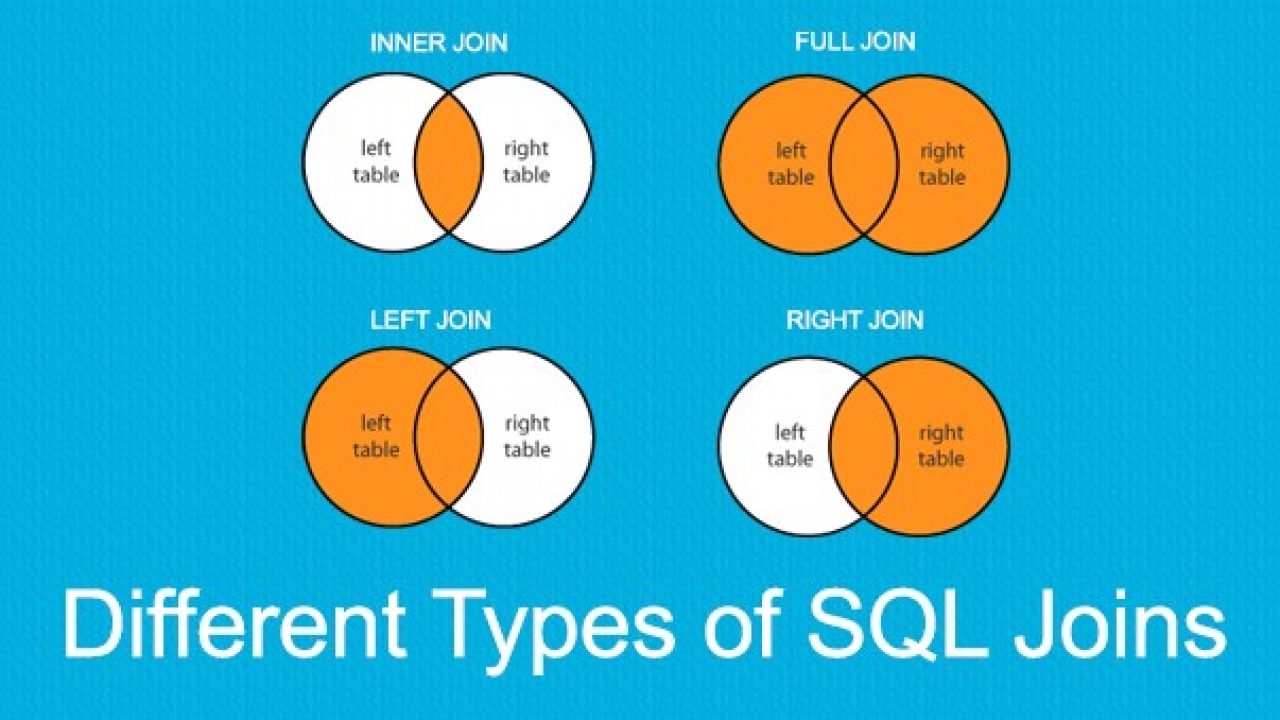 INNER JOIN
left
table
right
table
FULL JOIN
left
table
right
table
LEFT JOIN
left
table
right
table
RIGHT JOIN
left
table
right
table
Different Types of SQL Joins